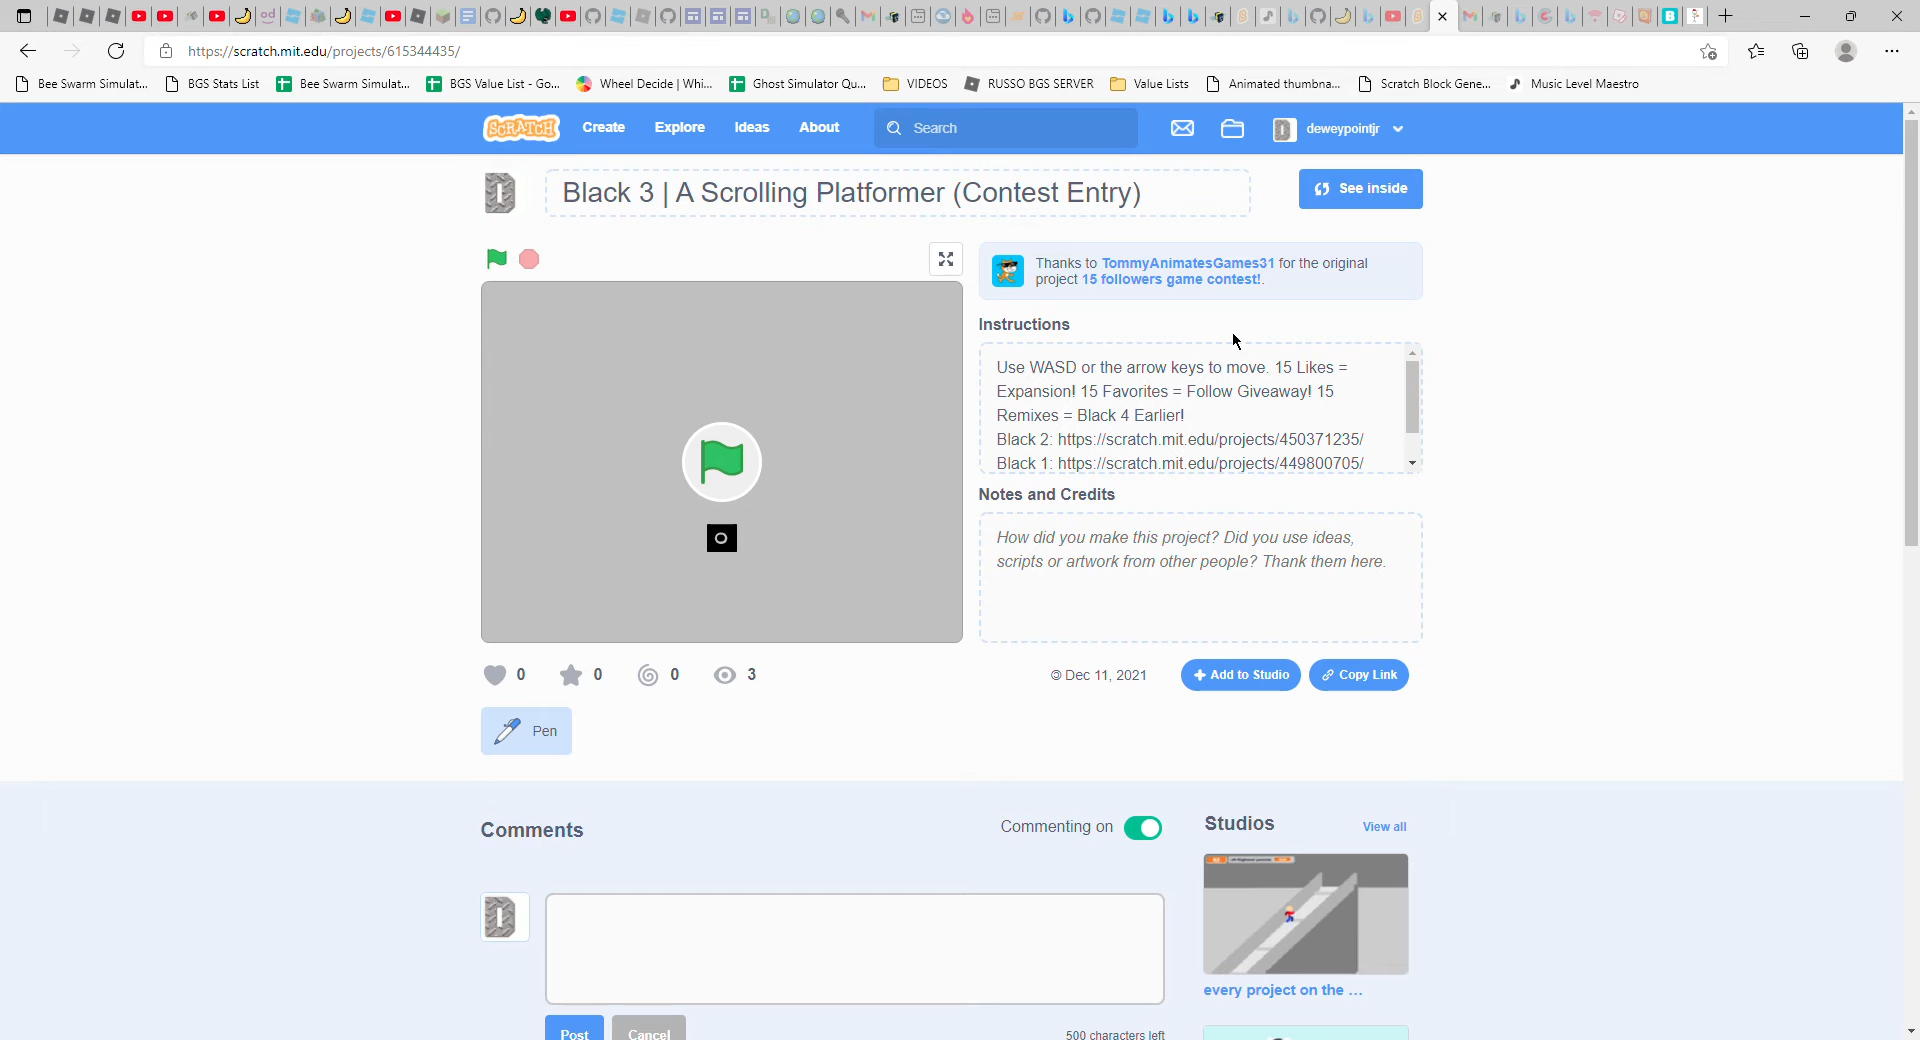 https://scratch.mit.edu/projects/615344435/
Bee Swarm Simulat...
BGS Stats List
Bee Swarm Simulat...
BGS Value List - Go...
Wheel Decide | Whi...
Ghost Simulator Qu...
VIDEOS
RUSSO BGS SERVER
Value Lists
Animated thumbna...
Scratch Block Gene...
Music Level Maestro
SCRATCH
Create
Explore
Ideas
About
Search
deweypointjr
Black 3 | A Scrolling Platformer (Contest Entry)
See inside
Thanks to TommyAnimatesGames31 for the original
project 15 followers game contest!.
Instructions
Use WASD or the arrow keys to move. 15 Likes =
Expansion! 15 Favorites = Follow Giveaway! 15
Remixes = Black 4 Earlier!
Black 2: https://scratch.mit.edu/projects/450371235/
Black 1: https://scratch.mit.edu/projects/449800705/
Notes and Credits
How did you make this project? Did you use ideas,
scripts or artwork from other people? Thank them here.
0
0
0
3
© Dec 11, 2021
Add to Studio
Copy Link
Pen
Comments
Commenting on
Studios
View all
every project on the ...
Post
Cancel
500 characters left